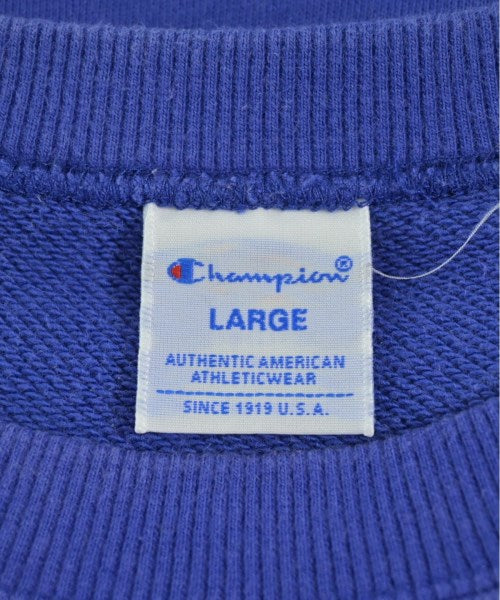 Champion®
LARGE
AUTHENTIC AMERICAN
ATHLETICWEAR
SINCE 1919 U.S.A.